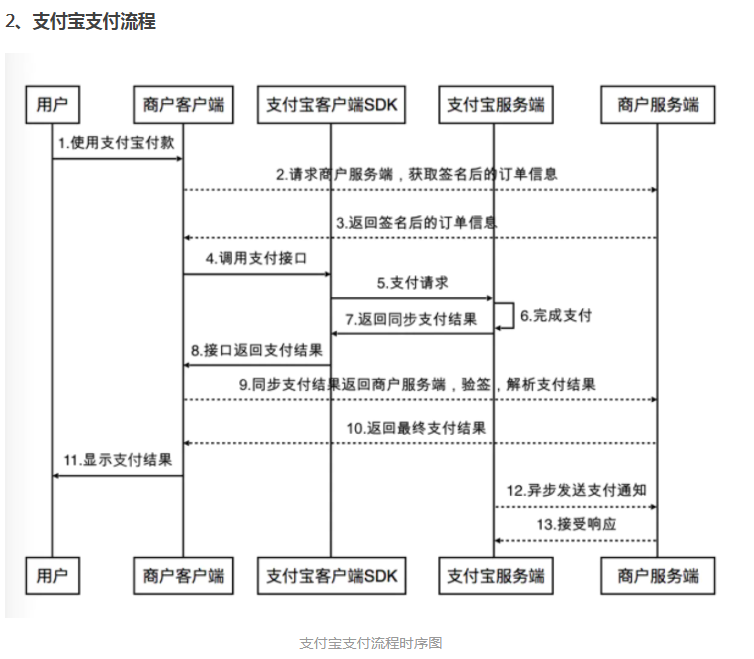 2、支付宝支付流程
用户
商户客户端
支付宝客户端SDK
支付宝服务端
商户服务端
1.使用支付宝付款
2.请求商户服务端，获取签名后的订单信息
3.返回签名后的订单信息
4.调用支付接口
5.支付请求
6.完成支付
7.返回同步支付结果
8.接口返回支付结果
9.同步支付结果返回商户服务端，验签，解析支付结果
10.返回最终支付结果
11.显示支付结果
12.异步发送支付通知
13.接受响应
用户
商户客户端
支付宝客户端SDK
支付宝服务端
商户服务端
支付宝支付流程时序图